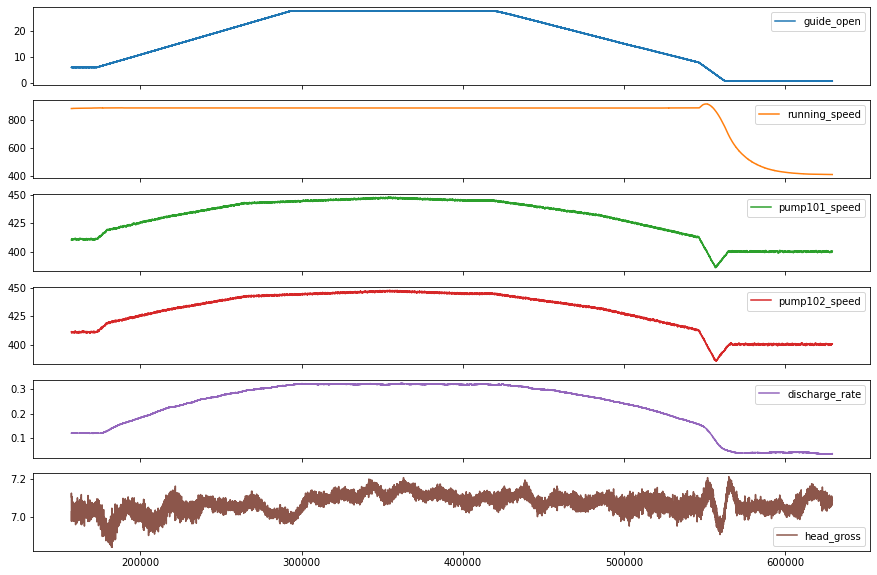 guide_open
20
10
0
running_speed
800
600
400
pump101_speed
450
425
400
pump102_speed
450
425
400
discharge_rate
0.3
0.2
0.1
7.2
7.0
head_gross
200000 300000 400000 500000 600000